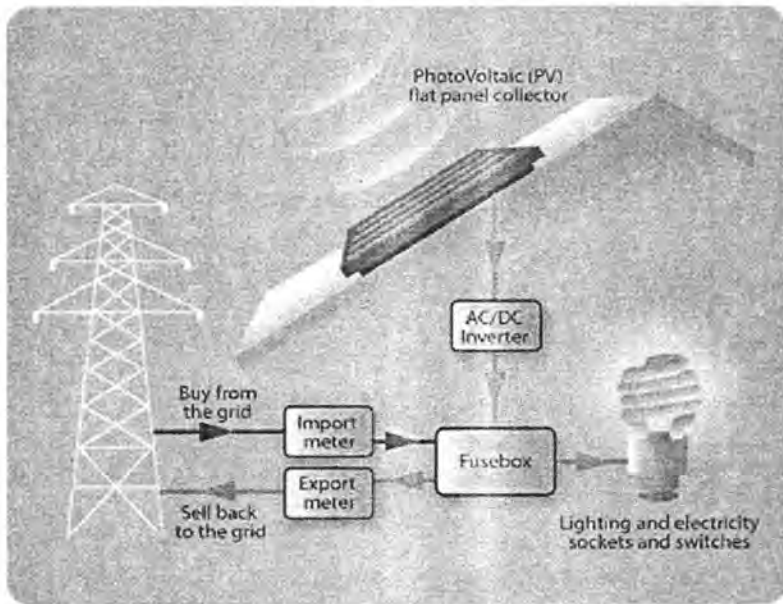 PhotoVoltaic (PV)
flat panel collector
AC/DC
Inverter
Buy from
the grid
Import
meter
Fusebox
Export
meter
Sell back
to the grid
Lighting and electricity
sockets and switches